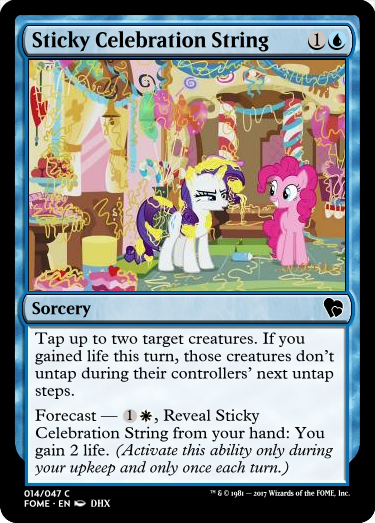 Sticky Celebration String 1
Sorcery
Tap up to two target creatures. If you
gained life this turn, those creatures don't
untap during their controllers' next untap
steps.
Forecast — 1, Reveal Sticky
Celebration String from your hand: You
gain 2 life. (Activate this ability only during
your upkeep and only once each turn.)
014/047 C
FOME • EN DHX
™ & © 1981 — 2017 Wizards of the FOME, Inc.